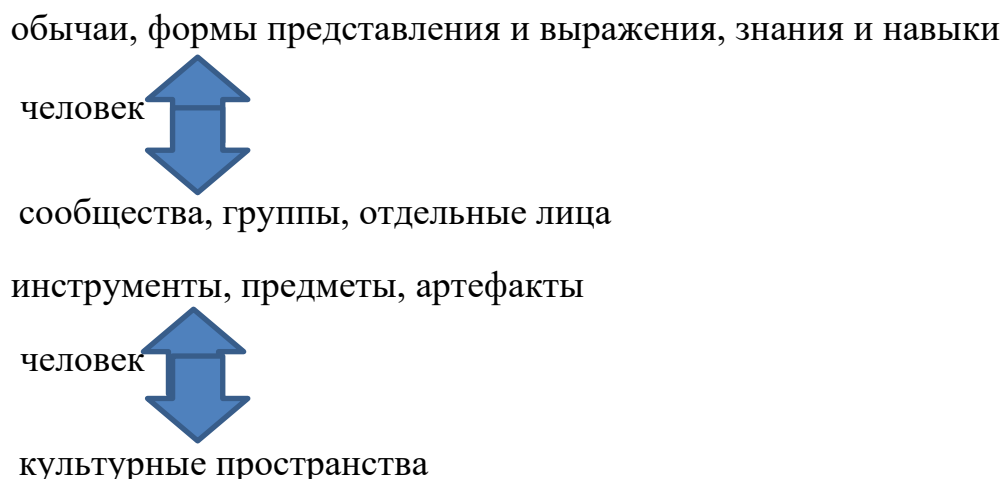 обычаи, формы представления и выражения, знания и навыки
человек
сообщества, группы, отдельные лица
инструменты, предметы, артефакты
человек
культурные пространства